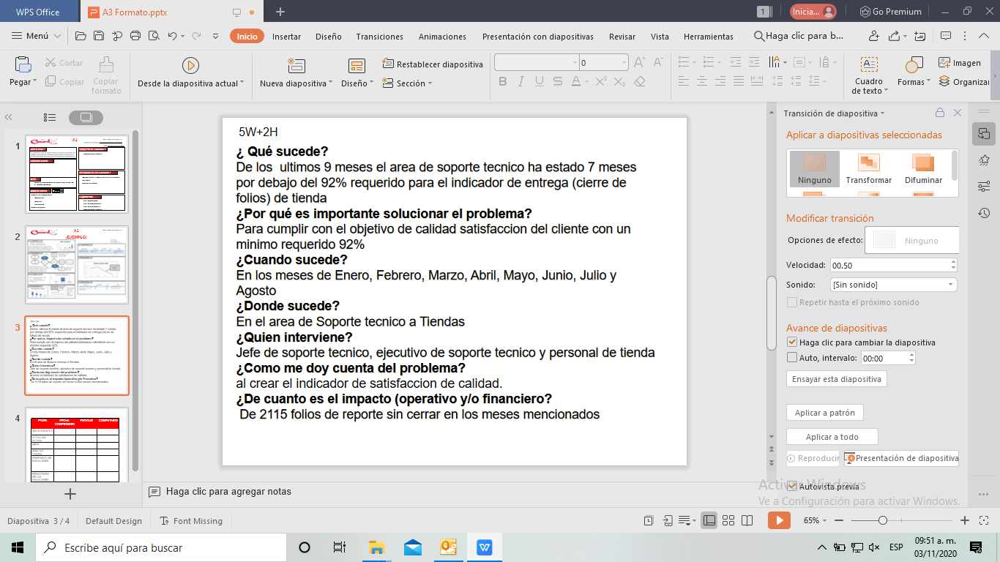 WPS Office
A3 Formato.pptx
1
Inicia...
Go Premium
Menú
Inicio
Insertar
Diseño
Transiciones
Animaciones
Presentación con diapositivas
Revisar
Vista
Herramientas
Haga clic para b...
Pegar
Cortar
Copiar
Copiar
formato
Desde la diapositiva actual
Nueva diapositiva
Diseño
Restablecer diapositiva
Sección
0
Cuadro
de texto
Formas
Imagen
Organizar
1
A3
2
A3
(EJEMPLO)
3
4
ETAPA
FECHA
COMPROMISO
COMENTARIO
5W+2H
¿ Qué sucede?
De los  ultimos 9 meses el area de soporte tecnico ha estado 7 meses
por debajo del 92% requerido para el indicador de entrega (cierre de
folios) de tienda
¿Por qué es importante solucionar el problema?
Para cumplir con el objetivo de calidad satisfaccion del cliente con un
minimo requerido 92%
¿Cuando sucede?
En los meses de Enero, Febrero, Marzo, Abril, Mayo, Junio, Julio y
Agosto
¿Donde sucede?
En el area de Soporte tecnico a Tiendas
¿Quien interviene?
Jefe de soporte tecnico, ejecutivo de soporte tecnico y personal de tienda
¿Como me doy cuenta del problema?
al crear el indicador de satisfaccion de calidad.
¿De cuanto es el impacto (operativo y/o financiero?
De 2115 folios de reporte sin cerrar en los meses mencionados
Haga clic para agregar notas
Transición de diapositiva
Aplicar a diapositivas seleccionadas
Ninguno
Transformar
Difuminar
Modificar transición
Opciones de efecto:
Ninguno
Velocidad:
00.50
Sonido:
[Sin sonido]
Repetir hasta el próximo sonido
Avance de diapositivas
Haga clic para cambiar la diapositiva
Auto, intervalo:
00:00
Ensayar esta diapositiva
Aplicar a patrón
Aplicar a todo
Reproducir
Presentación de diapositiva
Autovista previa
Activar Windows
Ve a Configuración para activar Windows.
Diapositiva  3 / 4
Default Design
Font Missing
65%
Escribe aquí para buscar
ESP
09:51 a. m.
03/11/2020